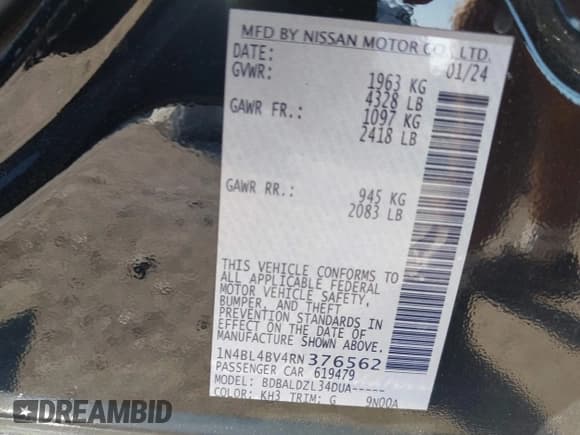 MFD BY NISSAN MOTOR CO., LTD.
DATE: 01/24
GVWR: 1963 KG
4328 LB
GAWR FR.: 1097 KG
2418 LB
GAWR RR.: 945 KG
2083 LB
THIS VEHICLE CONFORMS TO
ALL APPLICABLE FEDERAL
MOTOR VEHICLE SAFETY,
BUMPER, AND THEFT
PREVENTION STANDARDS IN
EFFECT ON THE DATE OF
MANUFACTURE SHOWN ABOVE.
1N4BL4BV4RN376562
PASSENGER CAR 619479
MODEL: BDBALDZL34DUA-----
COLOR: KH3 TRIM: G 9N00A
DREAMBID